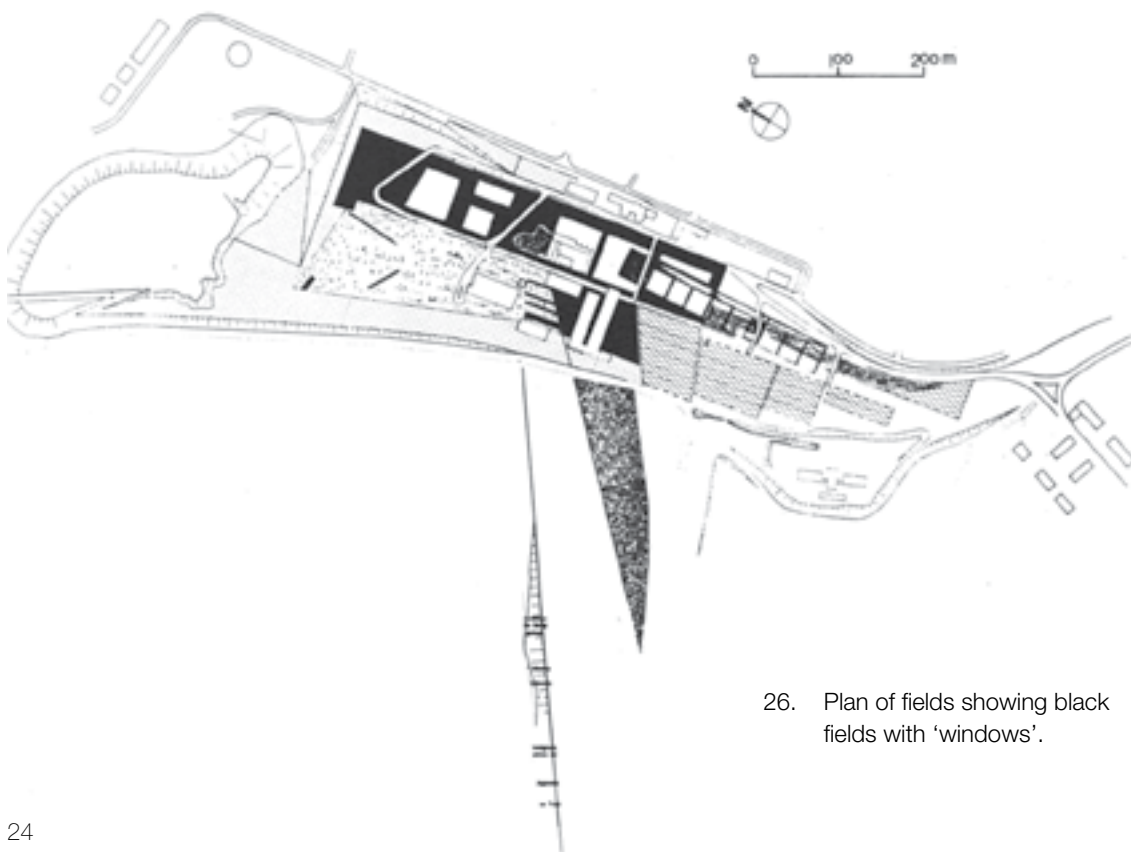 0 100 200 m
N
26. Plan of fields showing black
fields with ‘windows’.
24